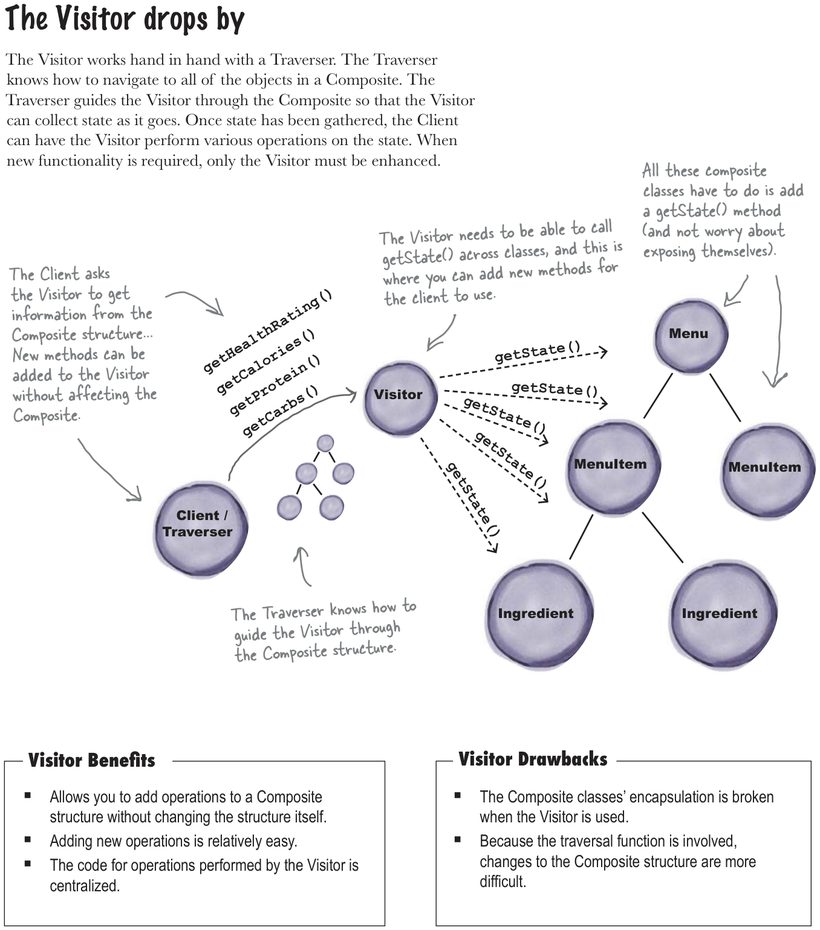 The Visitor drops by
The Visitor works hand in hand with a Traverser. The Traverser
knows how to navigate to all of the objects in a Composite. The
Traverser guides the Visitor through the Composite so that the Visitor
can collect state as it goes. Once state has been gathered, the Client
can have the Visitor perform various operations on the state. When
new functionality is required, only the Visitor must be enhanced.
All these composite
classes have to do is add
a getState() method
(and not worry about
exposing themselves).
The Visitor needs to be able to call
getState() across classes, and this is
where you can add new methods for
the client to use.
The Client asks
the Visitor to get
information from the
Composite structure...
New methods can be
added to the Visitor
without affecting the
Composite.
getHealthRating()
getCalories()
getProtein()
getCarbs()
Visitor
getState()
getState()
getState()
getState()
getState()
Menu
MenuItem
MenuItem
Client /
Traverser
Ingredient
Ingredient
The Traverser knows how to
guide the Visitor through
the Composite structure.
Visitor Benefits
▪ Allows you to add operations to a Composite
structure without changing the structure itself.
▪ Adding new operations is relatively easy.
▪ The code for operations performed by the Visitor is
centralized.
Visitor Drawbacks
▪ The Composite classes’ encapsulation is broken
when the Visitor is used.
▪ Because the traversal function is involved,
changes to the Composite structure are more
difficult.